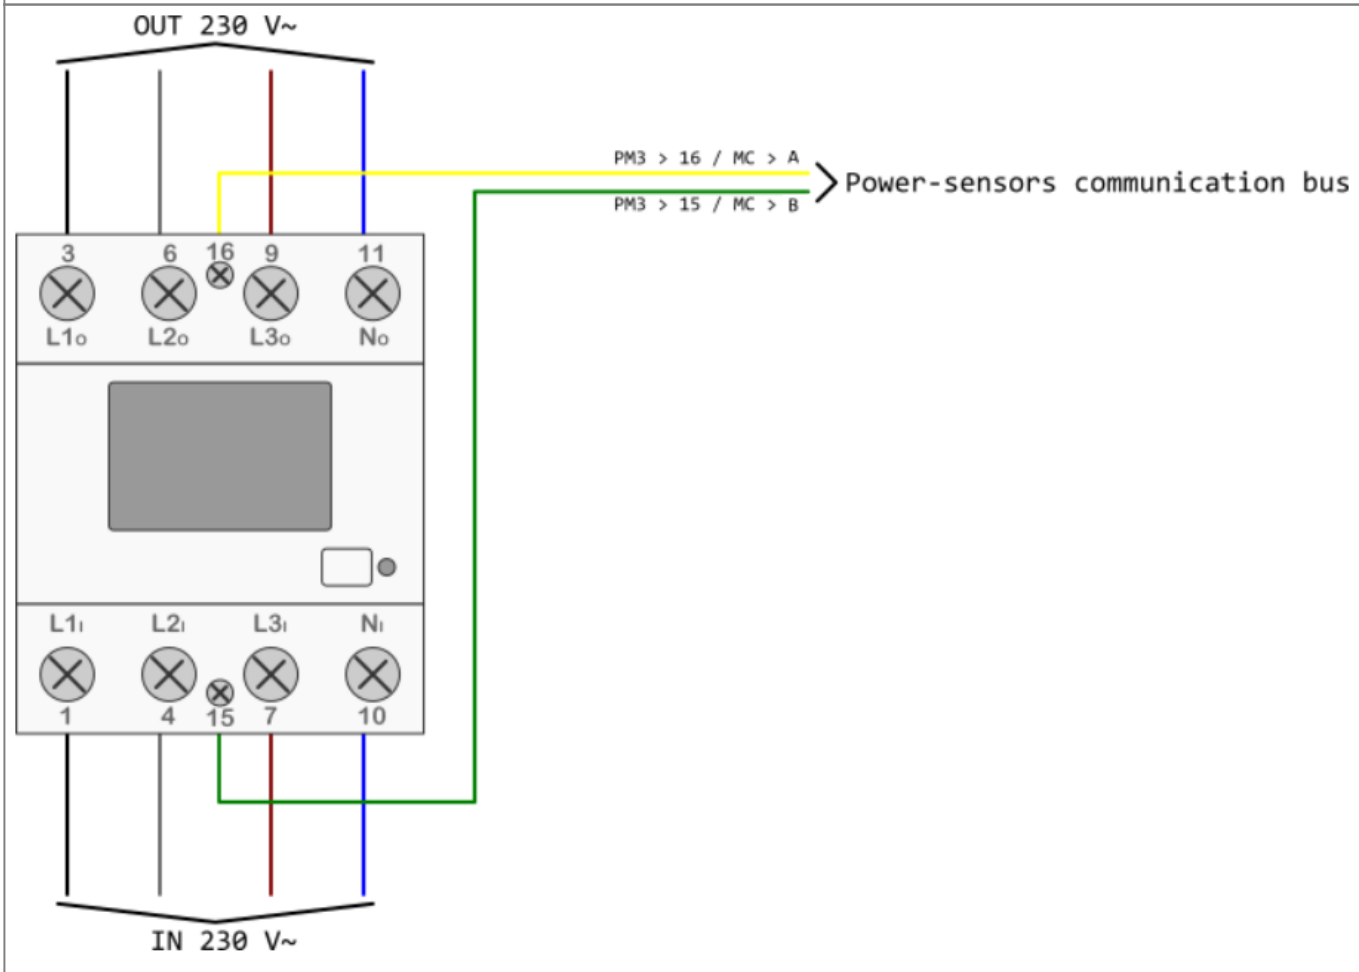 OUT 230 V~
PM3 > 16 / MC > A
Power-sensors communication bus
PM3 > 15 / MC > B
3 6 16 9 11
L1o L2o L3o No
L1I L2I L3I NI
1 4 15 7 10
IN 230 V~